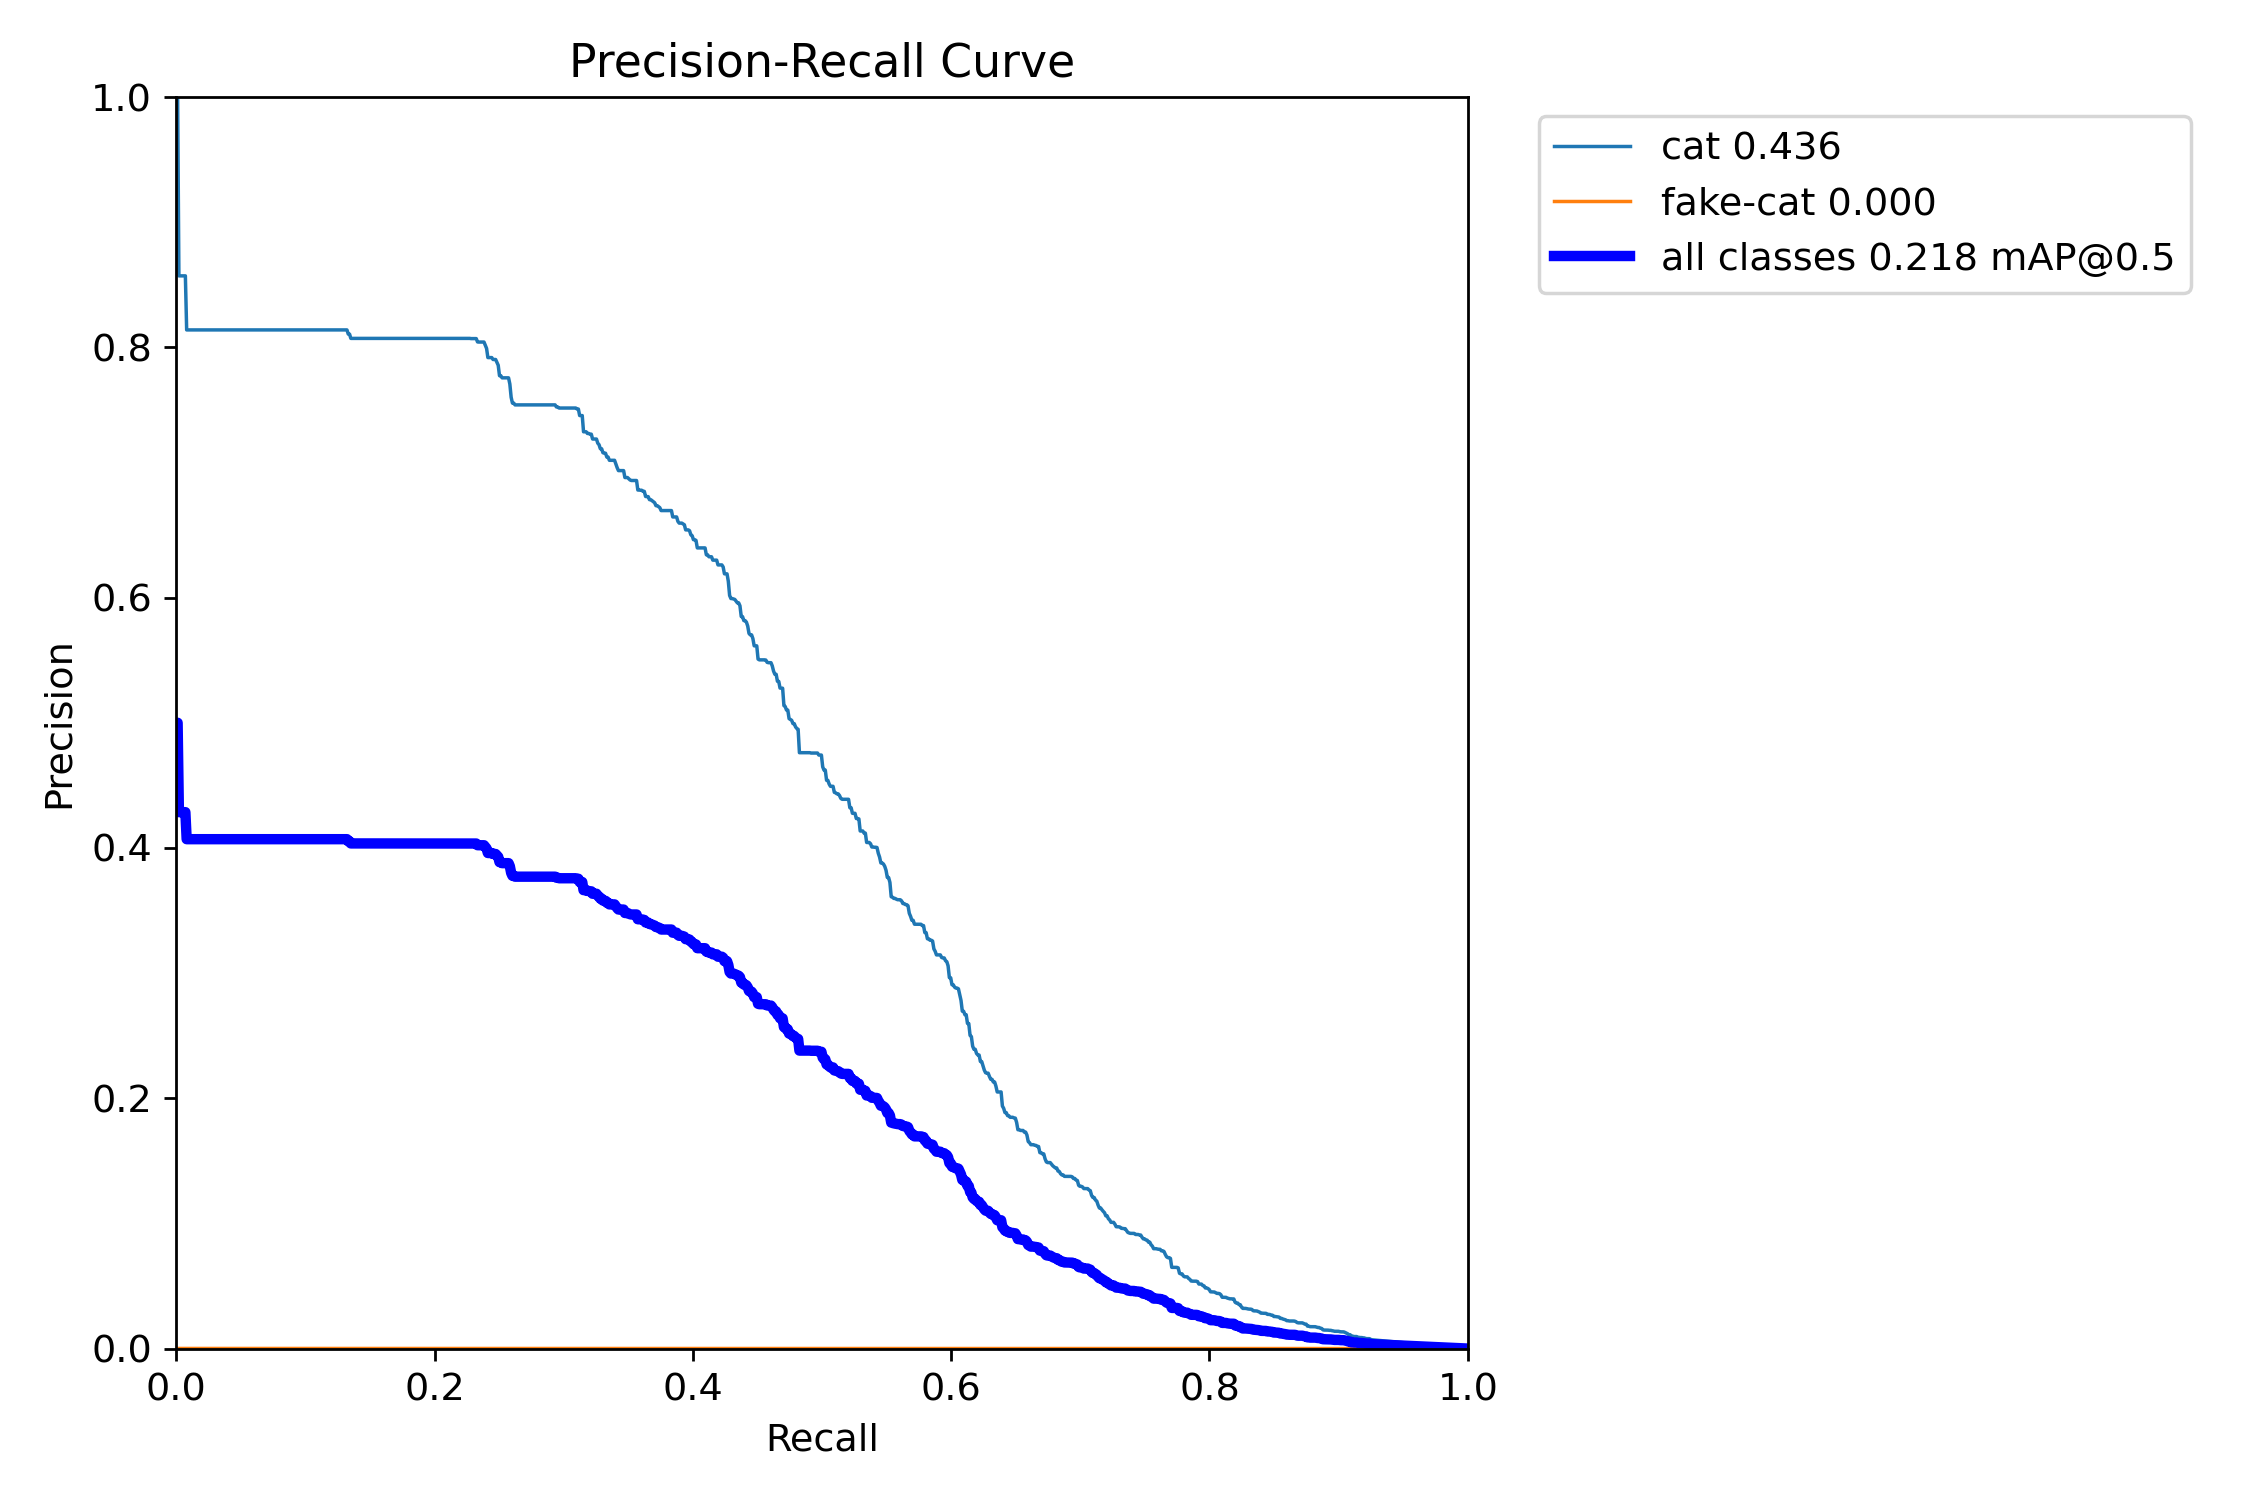 Precision-Recall Curve
1.0
0.8
0.6
0.4
0.2
0.0
Precision
0.0 0.2 0.4 0.6 0.8 1.0
Recall
cat 0.436
fake-cat 0.000
all classes 0.218 mAP@0.5